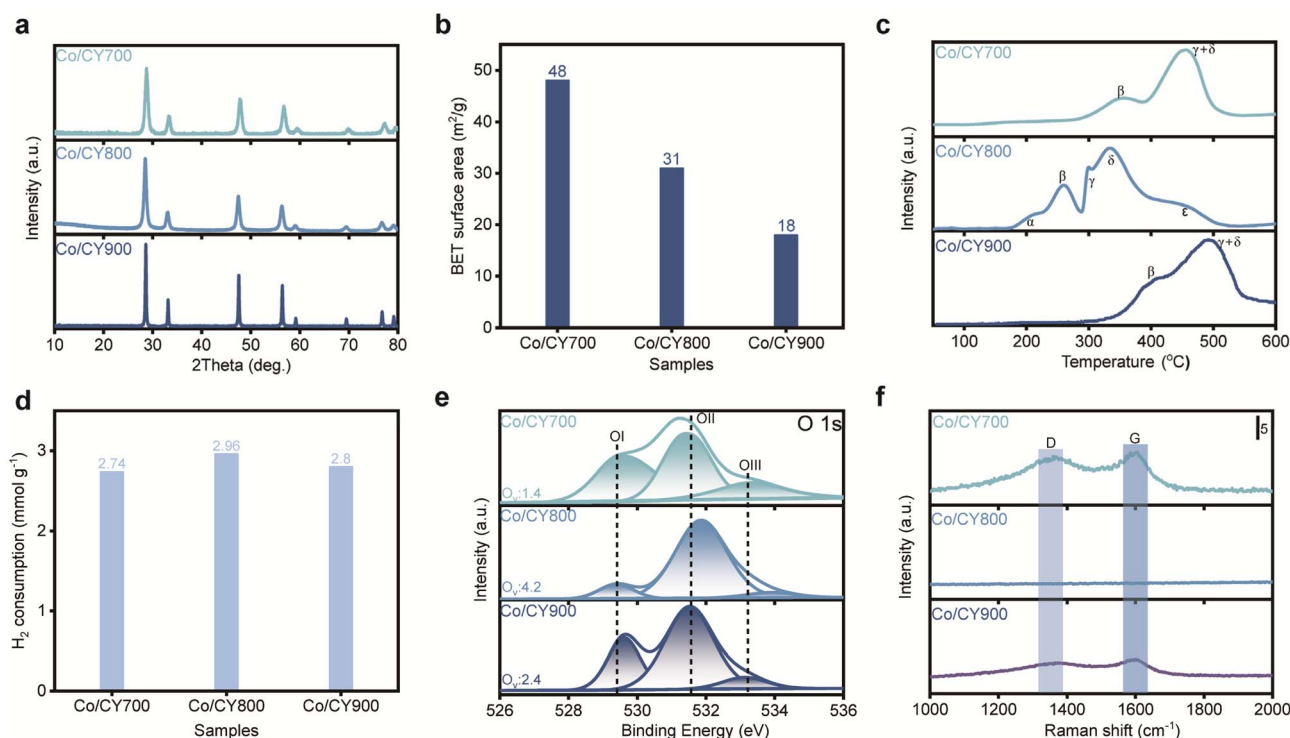 a
Co/CY700
Co/CY800
Co/CY900
Intensity (a.u.)
10 20 30 40 50 60 70 80
2Theta (deg.)
b
50
40
30
20
10
0
48
31
18
BET surface area (m²/g)
Co/CY700 Co/CY800 Co/CY900
Samples
c
Co/CY700
β
γ+δ
Co/CY800
α
β
γ
δ
ε
Co/CY900
β
γ+δ
Intensity (a.u.)
100 200 300 400 500 600
Temperature (°C)
d
3
2
1
0
2.74
2.96
2.8
H₂ consumption (mmol g⁻¹)
Co/CY700 Co/CY800 Co/CY900
Samples
e
Co/CY700
O 1s
OI
OII
OIII
Oᵥ:1.4
Co/CY800
Oᵥ:4.2
Co/CY900
Oᵥ:2.4
Intensity (a.u.)
526 528 530 532 534 536
Binding Energy (eV)
f
Co/CY700
D
G
5
Co/CY800
Co/CY900
Intensity (a.u.)
1000 1200 1400 1600 1800 2000
Raman shift (cm⁻¹)